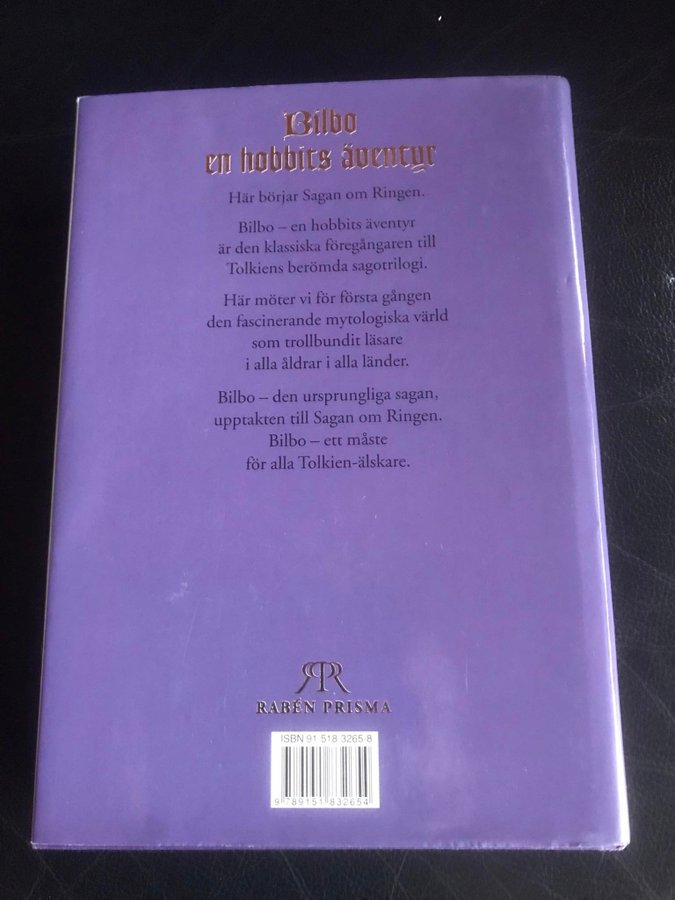 Bilbo
en hobbits äventyr
Här börjar Sagan om Ringen.
Bilbo – en hobbits äventyr
är den klassiska föregångaren till
Tolkiens berömda sagotrilogi.
Här möter vi för första gången
den fascinerande mytologiska värld
som trollbundit läsare
i alla åldrar i alla länder.
Bilbo – den ursprungliga sagan,
upptakten till Sagan om Ringen.
Bilbo – ett måste
för alla Tolkien-älskare.
RPR
RABÉN PRISMA
ISBN 91 518 3265 8
9 789151 832654